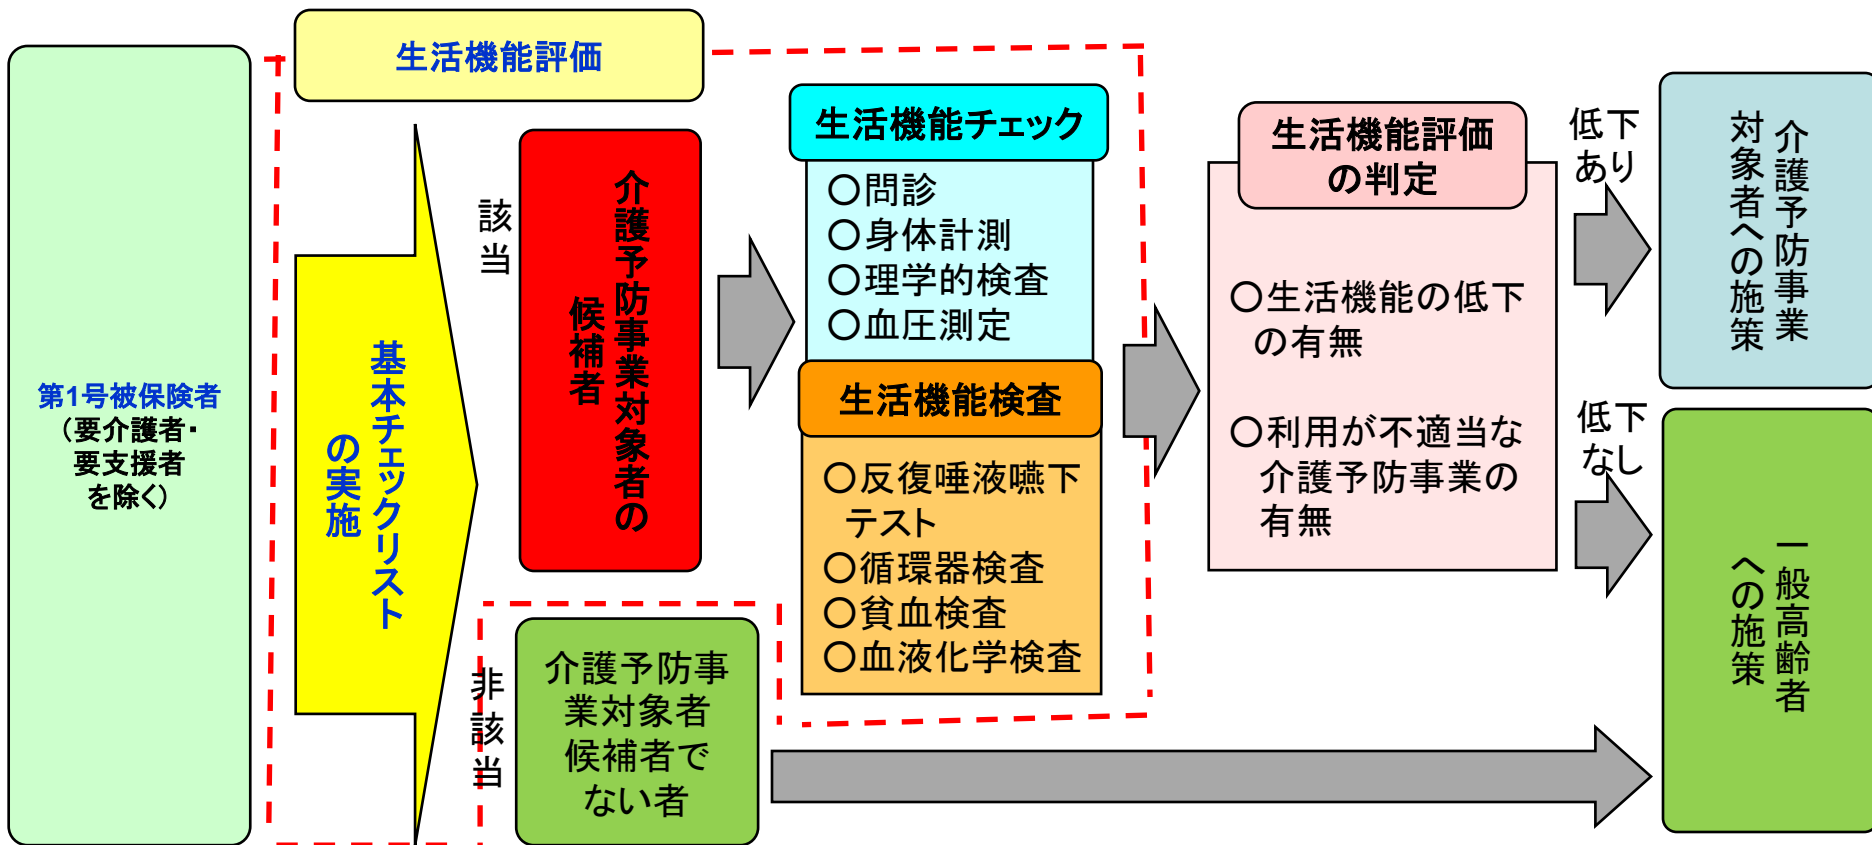 生活機能評価
第1号被保険者
（要介護者・
要支援者
を除く）
基本チェックリスト
の実施
該当
介護予防事業対象者の
候補者
非該当
介護予防事
業対象者
候補者で
ない者
生活機能チェック
○問診
○身体計測
○理学的検査
○血圧測定
生活機能検査
○反復唾液嚥下
テスト
○循環器検査
○貧血検査
○血液化学検査
生活機能評価
の判定
○生活機能の低下
の有無
○利用が不適当な
介護予防事業の
有無
低下
あり
介護予防事業
対象者への施策
低下
なし
一般高齢者
への施策